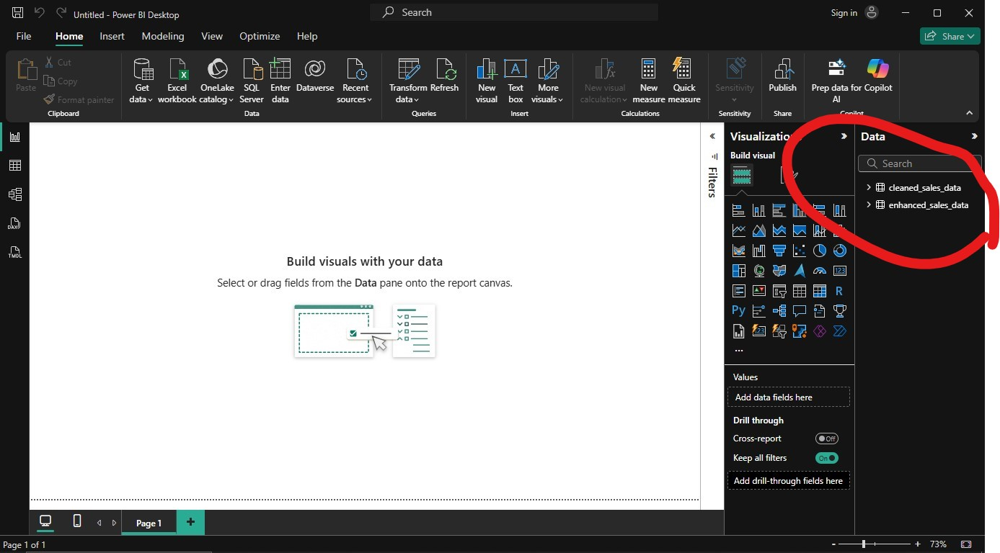 Untitled - Power BI Desktop
Search
Sign in
File Home Insert Modeling View Optimize Help
Share
Paste
Cut
Copy
Format painter
Clipboard
Get data
Excel workbook
OneLake catalog
SQL Server
Enter data
Dataverse
Recent sources
Data
Transform data
Refresh
Queries
New visual
Text box
More visuals
Insert
New visual calculation
New measure
Quick measure
Calculations
Sensitivity
Sensitivity
Publish
Share
Prep data for AI
Copilot
Copilot
DAX
TMDL
Build visuals with your data
Select or drag fields from the Data pane onto the report canvas.
Filters
Visualizations
Build visual
123
R
Py
123
...
Values
Add data fields here
Drill through
Cross-report
Off
Keep all filters
On
Add drill-through fields here
Data
Search
cleaned_sales_data
enhanced_sales_data
Page 1
+
Page 1 of 1
- + 73%